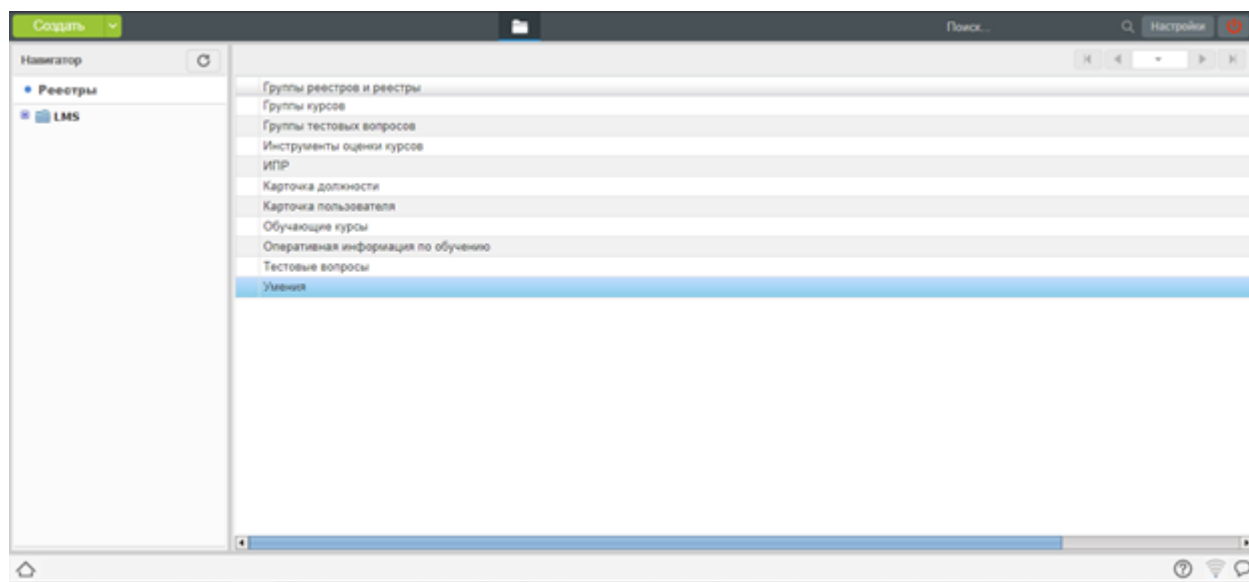 Создать
Поиск...
Настройки
Навигатор
Реестры
LMS
Группы реестров и реестры
Группы курсов
Группы тестовых вопросов
Инструменты оценки курсов
ИПР
Карточка должности
Карточка пользователя
Обучающие курсы
Оперативная информация по обучению
Тестовые вопросы
Умения